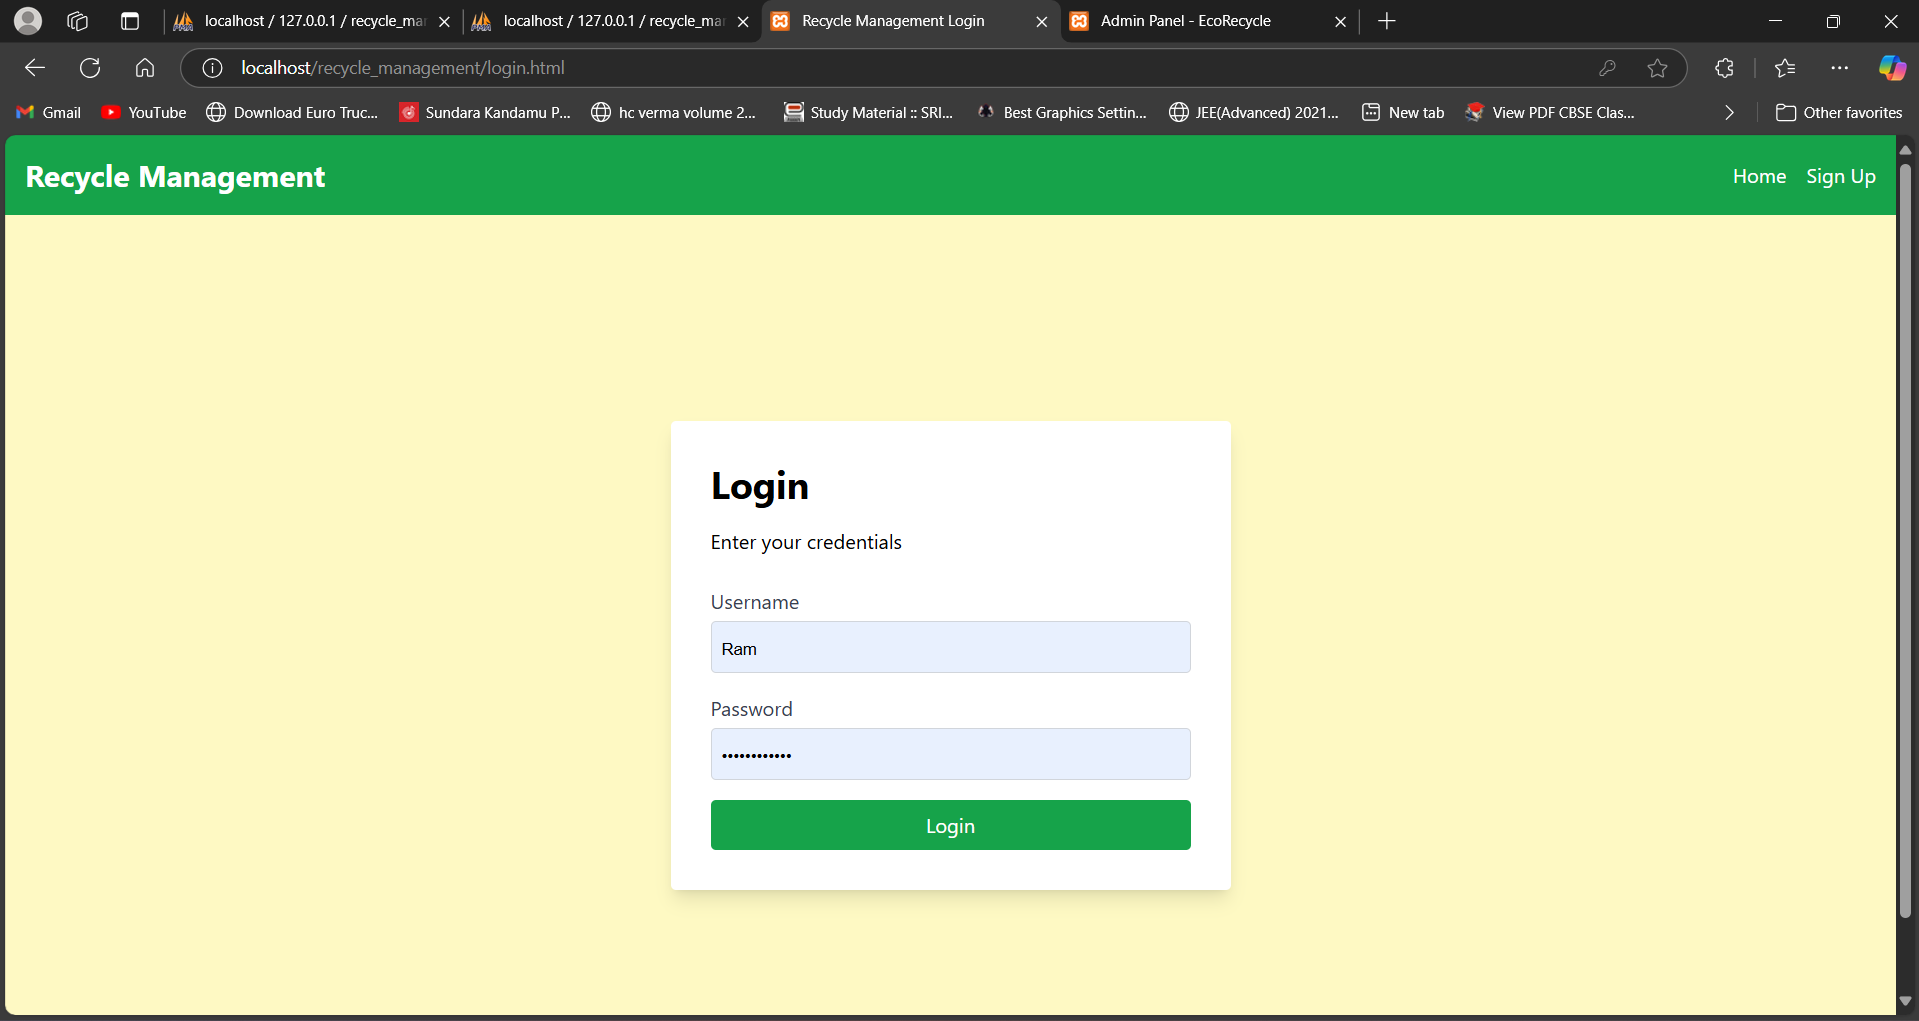 localhost / 127.0.0.1 / recycle_mar
localhost / 127.0.0.1 / recycle_mar
Recycle Management Login
Admin Panel - EcoRecycle
localhost/recycle_management/login.html
Gmail
YouTube
Download Euro Truc...
Sundara Kandamu P...
hc verma volume 2...
Study Material :: SRI...
Best Graphics Settin...
JEE(Advanced) 2021...
New tab
View PDF CBSE Clas...
Other favorites
Recycle Management
Home
Sign Up
Login
Enter your credentials
Username
Ram
Password
Login